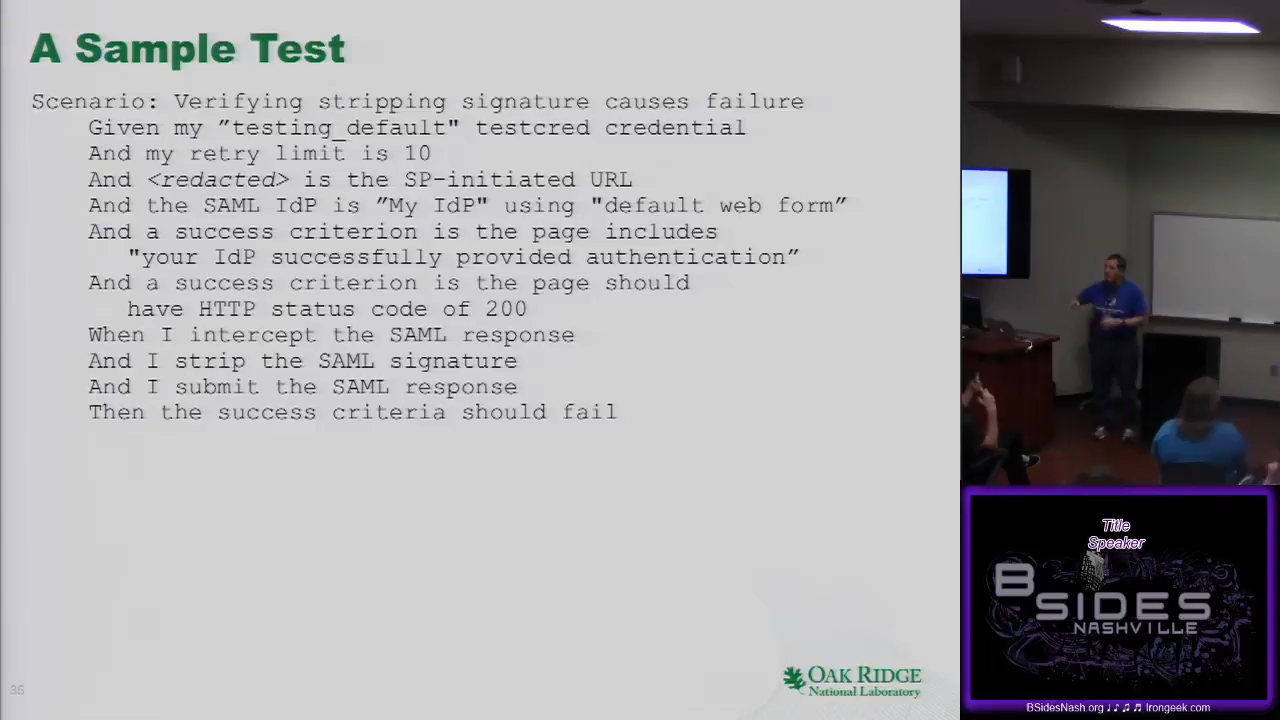 A Sample Test
Scenario: Verifying stripping signature causes failure
Given my ”testing_default" testcred credential
And my retry limit is 10
And <redacted> is the SP-initiated URL
And the SAML IdP is ”My IdP" using "default web form”
And a success criterion is the page includes
"your IdP successfully provided authentication”
And a success criterion is the page should
have HTTP status code of 200
When I intercept the SAML response
And I strip the SAML signature
And I submit the SAML response
Then the success criteria should fail
35
OAK RIDGE
National Laboratory
Title
Speaker
BSIDES
NASHVILLE
BSidesNash.org ♩ ♪ ♫ ♬ Irongeek.com